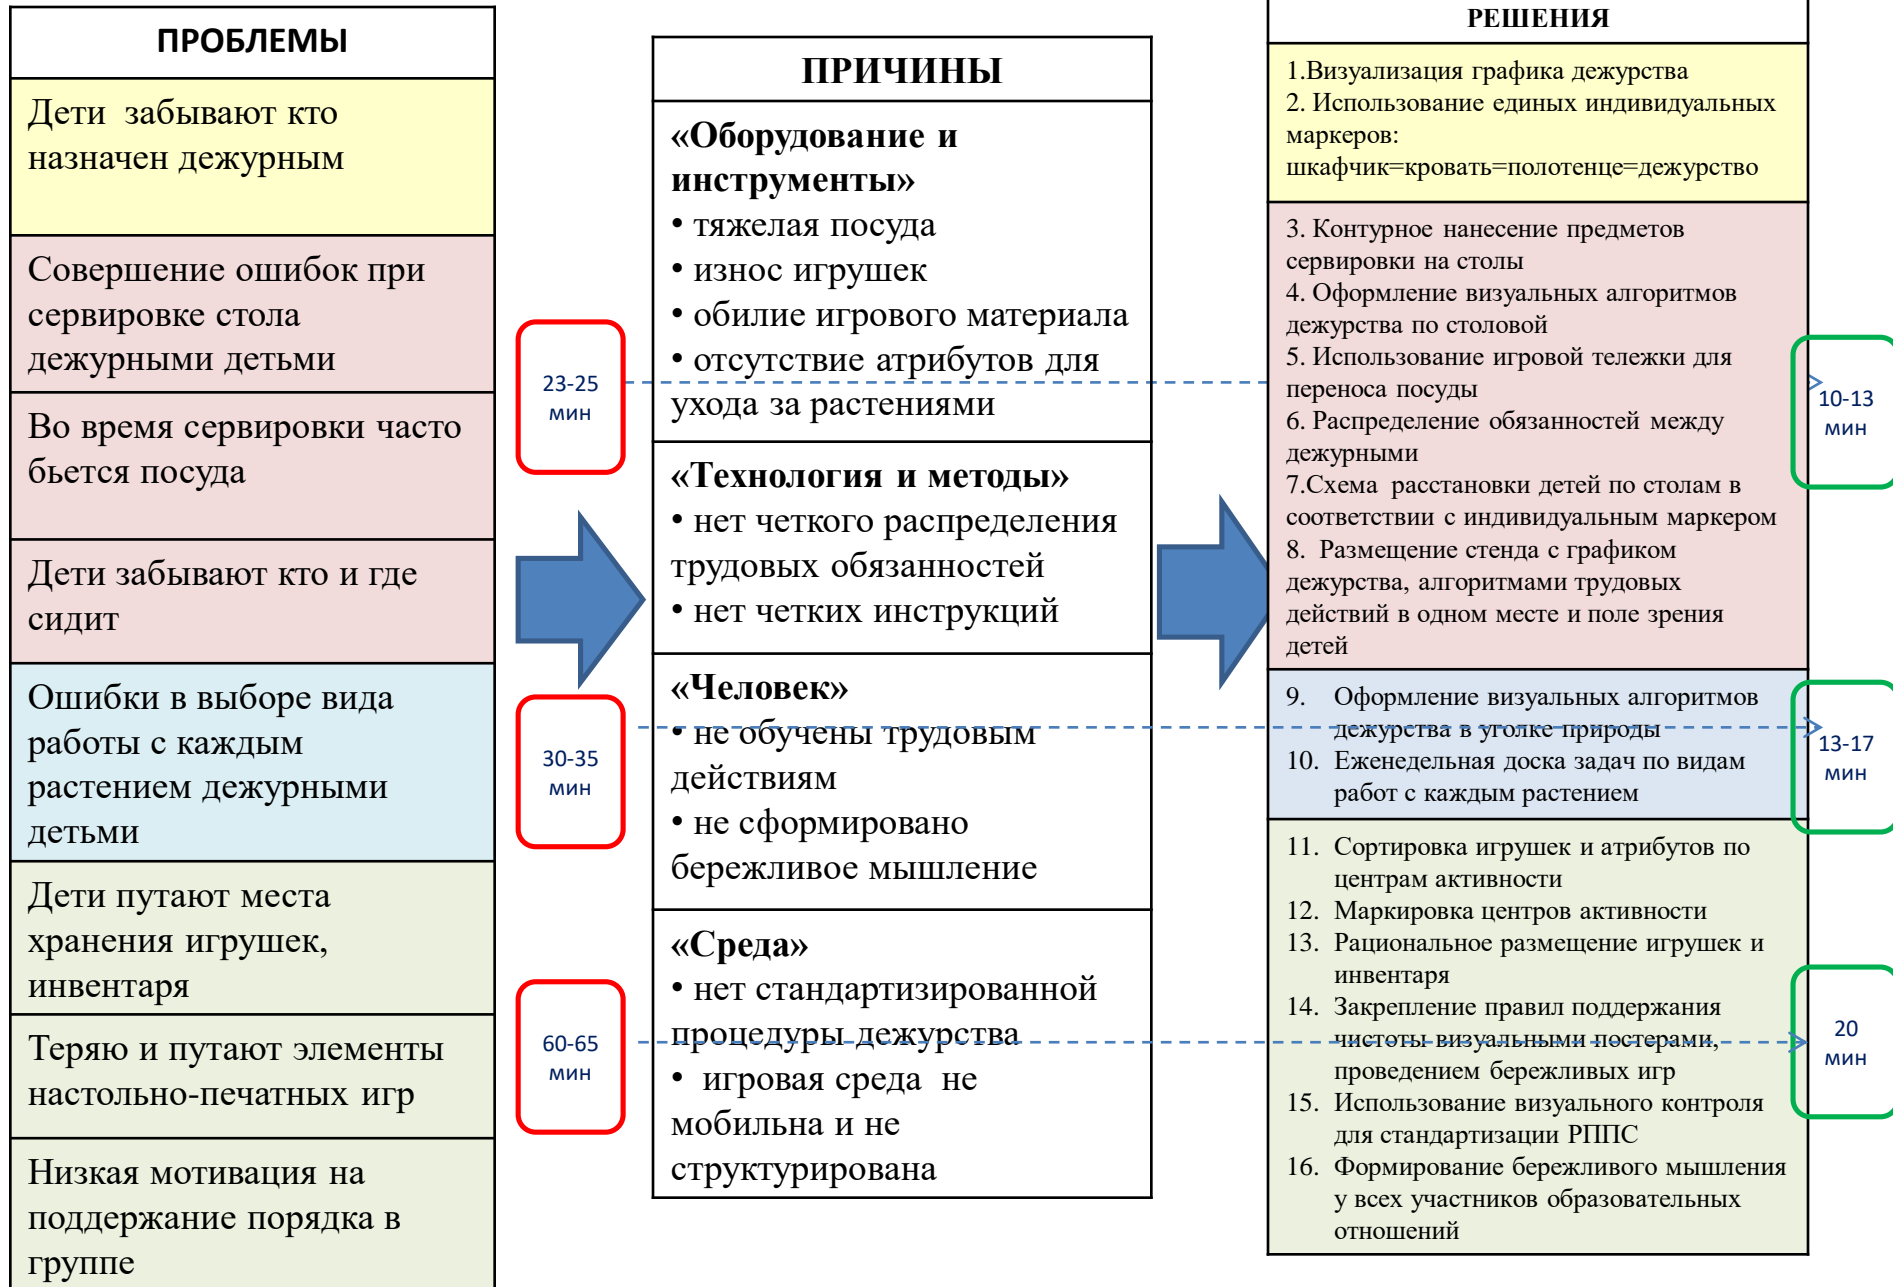 ПРОБЛЕМЫ
Дети забывают кто
назначен дежурным
Совершение ошибок при
сервировке стола
дежурными детьми
Во время сервировки часто
бьется посуда
Дети забывают кто и где
сидит
Ошибки в выборе вида
работы с каждым
растением дежурными
детьми
Дети путают места
хранения игрушек,
инвентаря
Теряю и путают элементы
настольно-печатных игр
Низкая мотивация на
поддержание порядка в
группе
23-25
мин
30-35
мин
60-65
мин
ПРИЧИНЫ
«Оборудование и
инструменты»
• тяжелая посуда
• износ игрушек
• обилие игрового материала
• отсутствие атрибутов для
ухода за растениями
«Технология и методы»
• нет четкого распределения
трудовых обязанностей
• нет четких инструкций
«Человек»
• не обучены трудовым
действиям
• не сформировано
бережливое мышление
«Среда»
• нет стандартизированной
процедуры дежурства
• игровая среда не
мобильна и не
структурирована
РЕШЕНИЯ
1.Визуализация графика дежурства
2. Использование единых индивидуальных
маркеров:
шкафчик=кровать=полотенце=дежурство
3. Контурное нанесение предметов
сервировки на столы
4. Оформление визуальных алгоритмов
дежурства по столовой
5. Использование игровой тележки для
переноса посуды
6. Распределение обязанностей между
дежурными
7.Схема расстановки детей по столам в
соответствии с индивидуальным маркером
8. Размещение стенда с графиком
дежурства, алгоритмами трудовых
действий в одном месте и поле зрения
детей
9. Оформление визуальных алгоритмов
дежурства в уголке природы
10. Еженедельная доска задач по видам
работ с каждым растением
11. Сортировка игрушек и атрибутов по
центрам активности
12. Маркировка центров активности
13. Рациональное размещение игрушек и
инвентаря
14. Закрепление правил поддержания
чистоты визуальными постерами,
проведением бережливых игр
15. Использование визуального контроля
для стандартизации РППС
16. Формирование бережливого мышления
у всех участников образовательных
отношений
10-13
мин
13-17
мин
20
мин